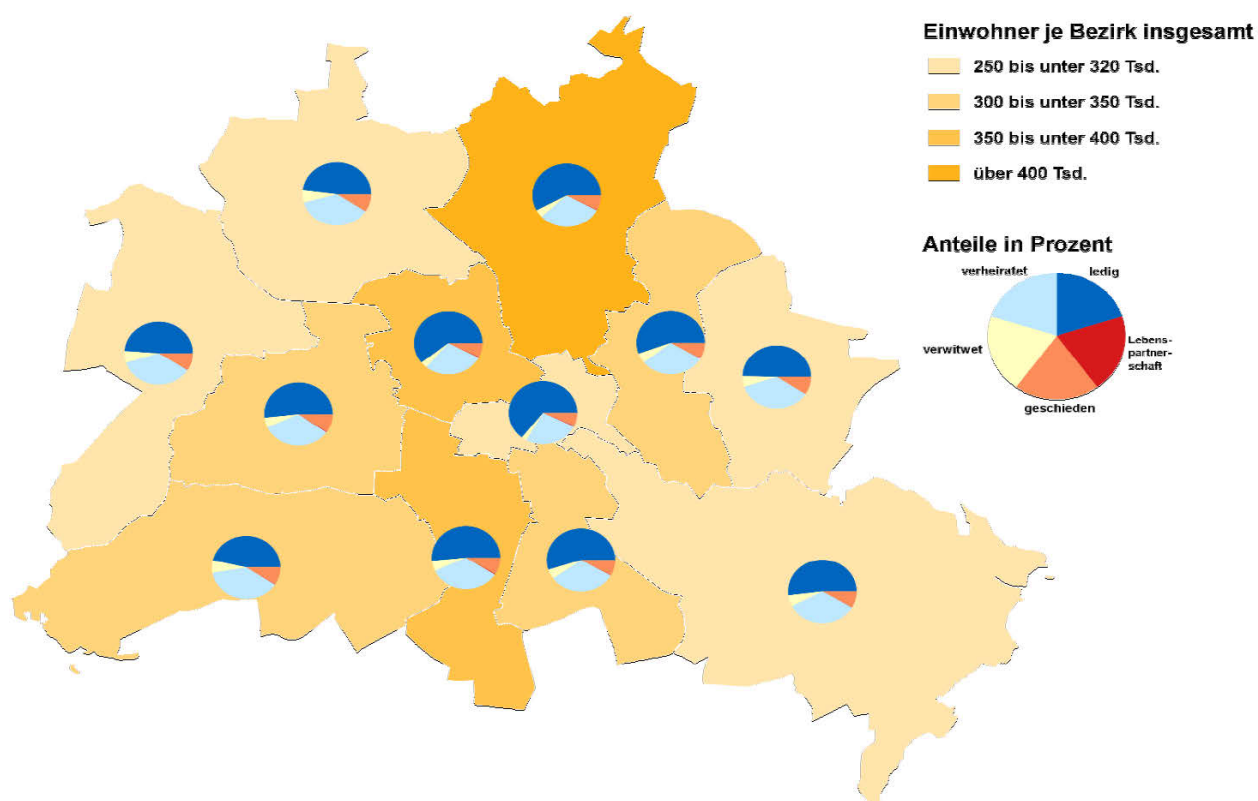 Einwohner je Bezirk insgesamt
250 bis unter 320 Tsd.
300 bis unter 350 Tsd.
350 bis unter 400 Tsd.
über 400 Tsd.
Anteile in Prozent
verheiratet
ledig
verwitwet
Lebens-
partner-
schaft
geschieden